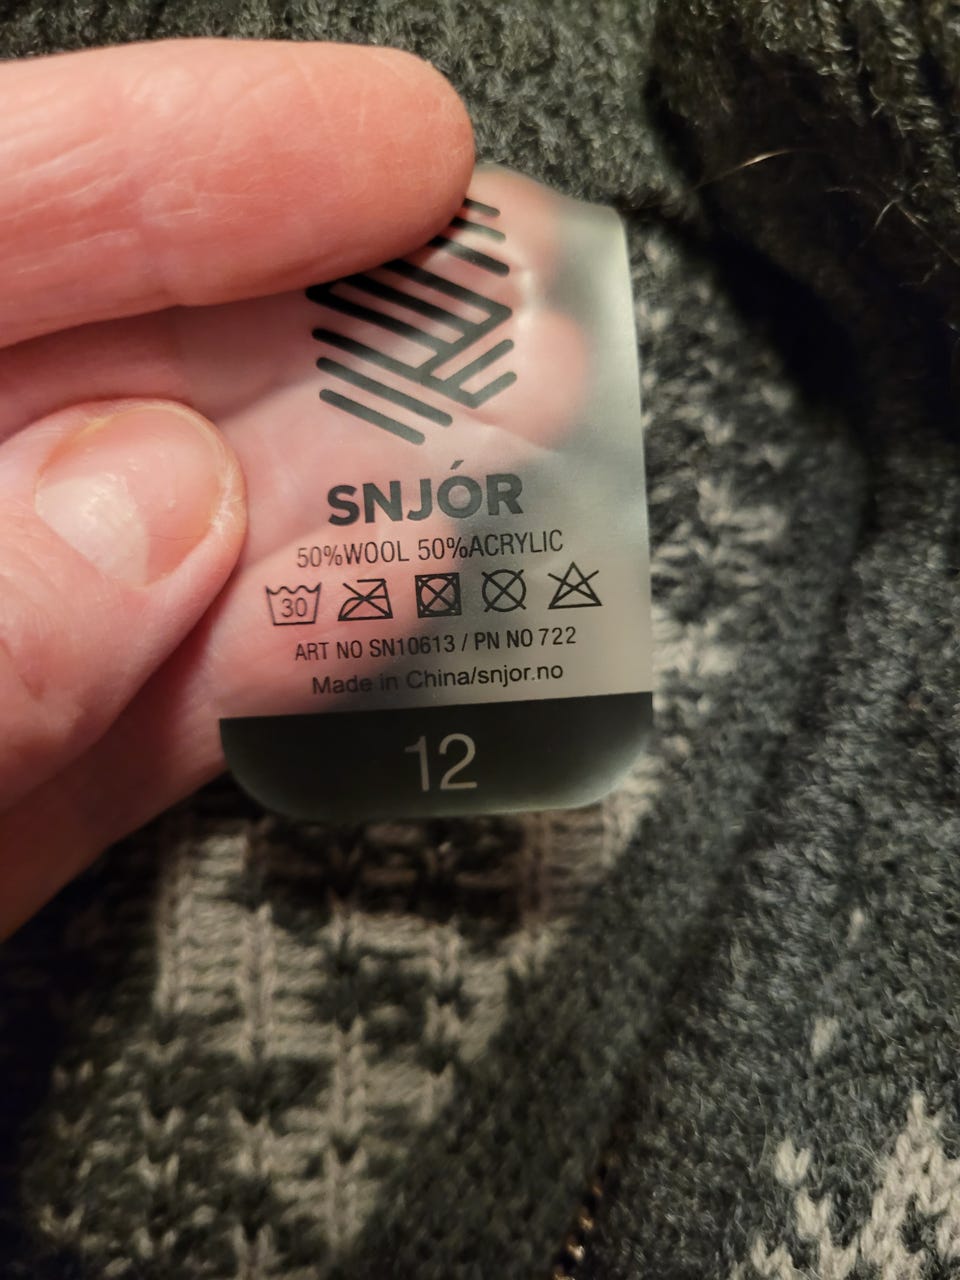 SNJÓR
50%WOOL 50%ACRYLIC
30
ART NO SN10613 / PN NO 722
Made in China/snjor.no
12